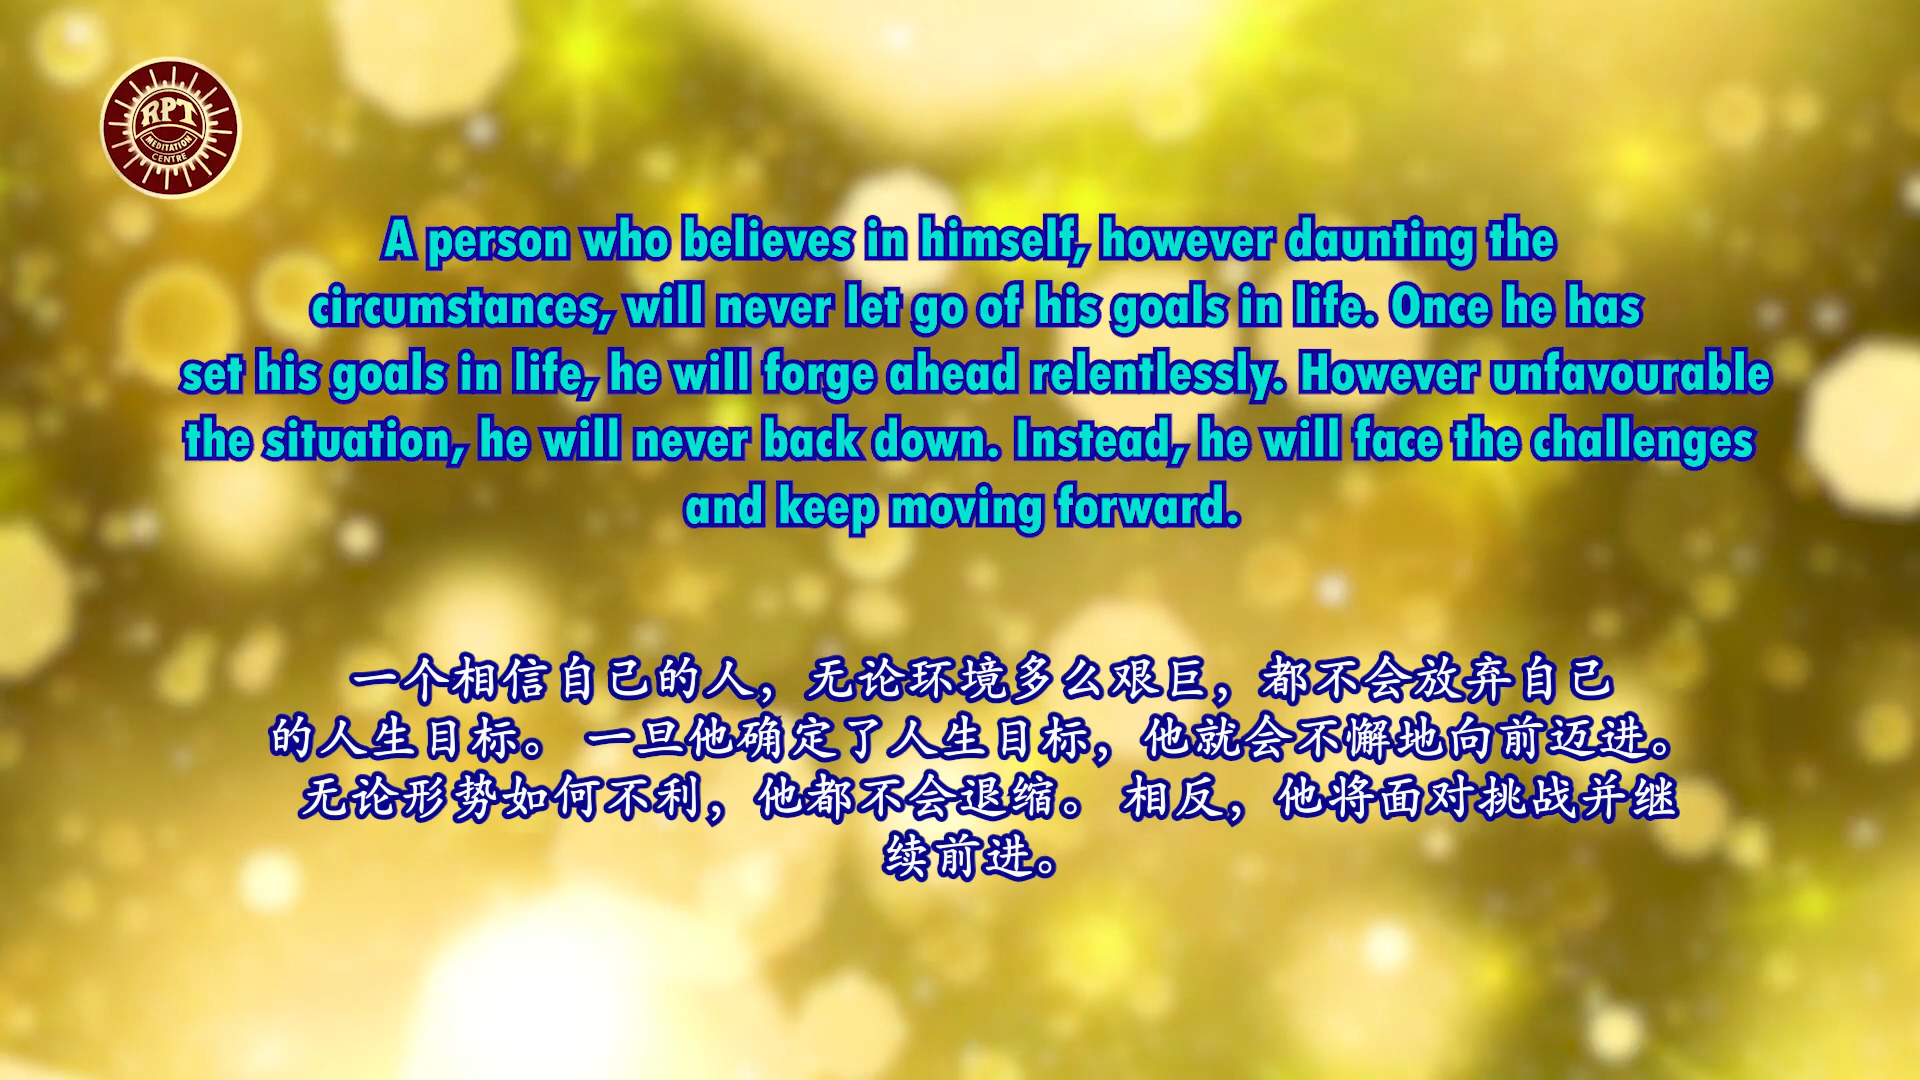 RPT
MEDITATION
CENTRE
A person who believes in himself, however daunting the
circumstances, will never let go of his goals in life. Once he has
set his goals in life, he will forge ahead relentlessly. However unfavourable
the situation, he will never back down. Instead, he will face the challenges
and keep moving forward.
一个相信自己的人，无论环境多么艰巨，都不会放弃自己
的人生目标。 一旦他确定了人生目标，他就会不懈地向前迈进。
无论形势如何不利，他都不会退缩。 相反，他将面对挑战并继
续前进。